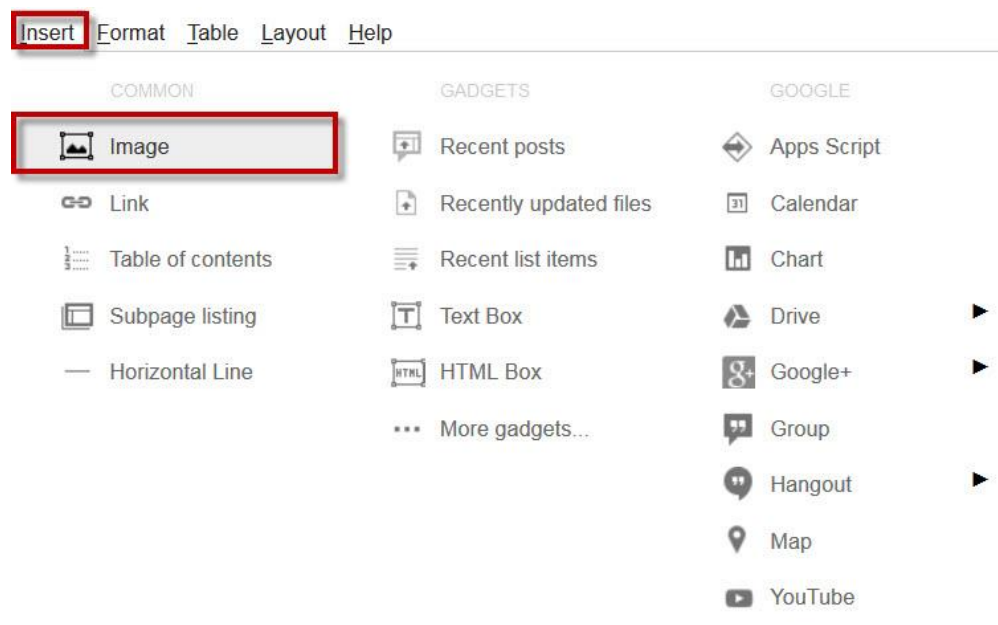 Insert Format Table Layout Help
COMMON
Image
Link
Table of contents
Subpage listing
Horizontal Line
GADGETS
Recent posts
Recently updated files
Recent list items
Text Box
HTML HTML Box
More gadgets...
GOOGLE
Apps Script
31 Calendar
Chart
Drive
Google+
Group
Hangout
Map
YouTube